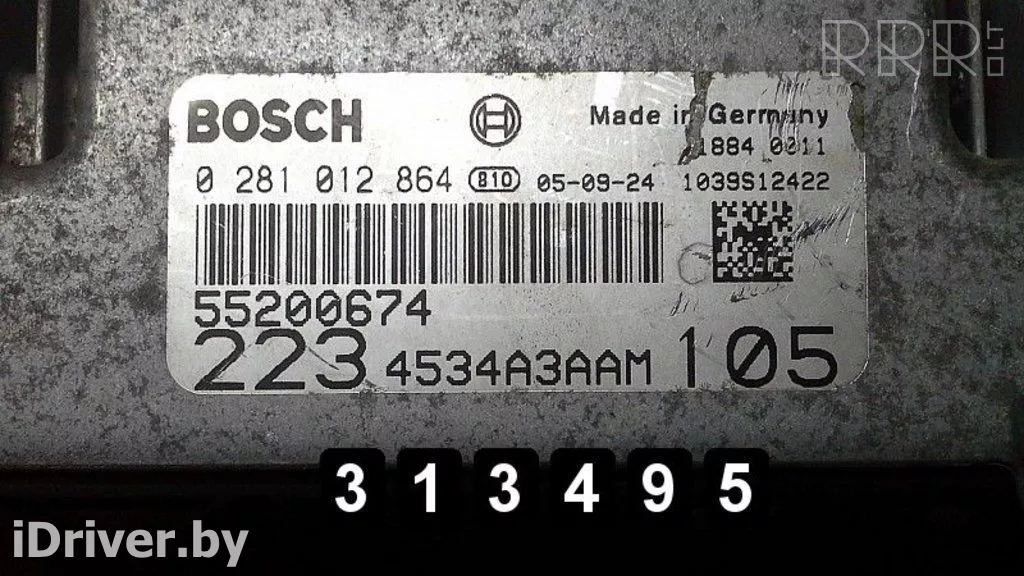 RRR.LT
BOSCH
Made in Germany
1884 0011
0 281 012 864 810 05-09-24 1039S12422
55200674
223 4534A3AAM 105
3 1 3 4 9 5
iDriver.by